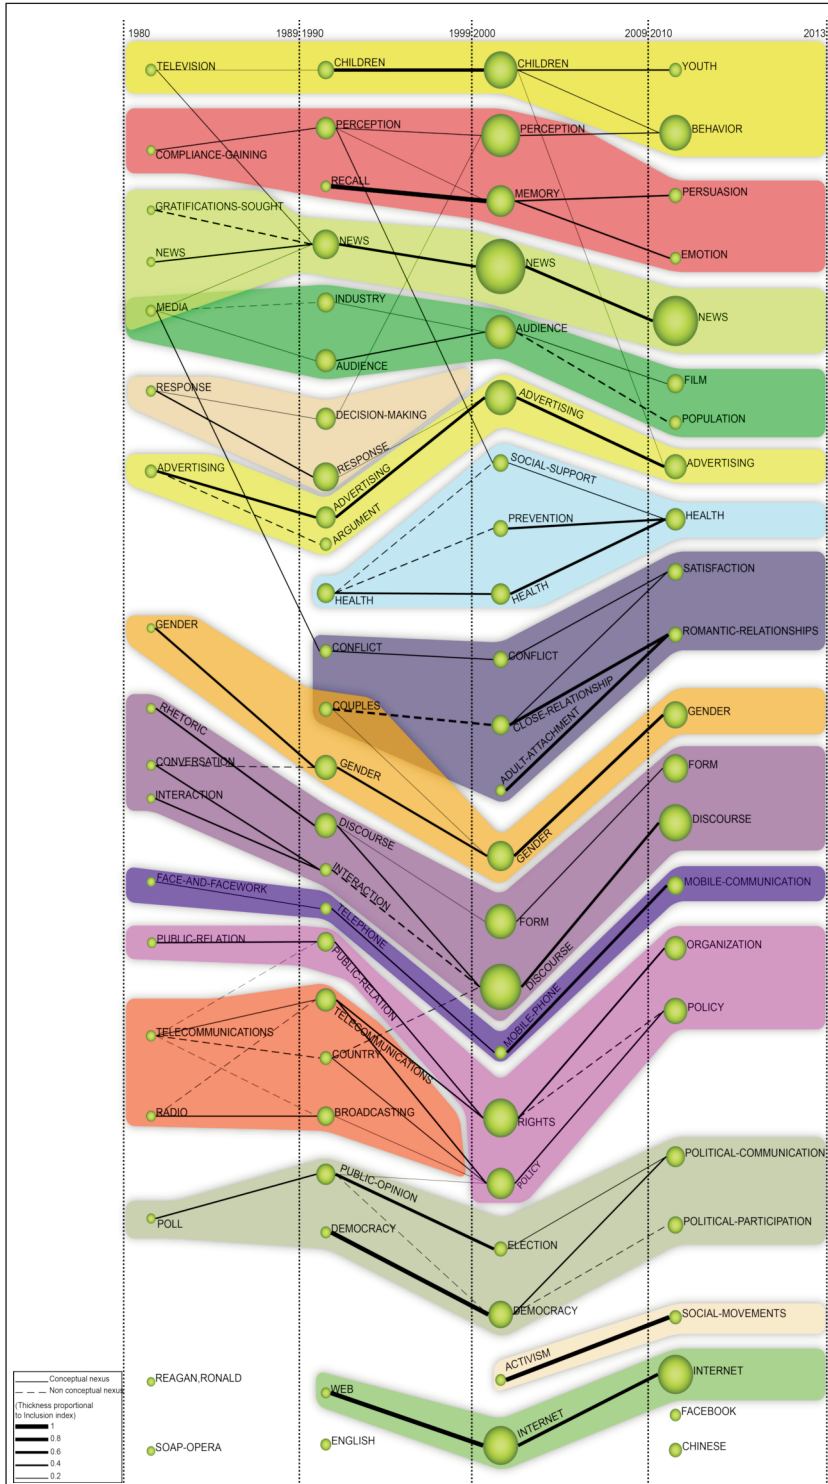 1980 1989 1990 1999 2000 2009 2010 2013
TELEVISION
COMPLIANCE-GAINING
GRATIFICATIONS-SOUGHT
NEWS
MEDIA
RESPONSE
ADVERTISING
GENDER
RHETORIC
CONVERSATION
INTERACTION
FACE-AND-FACEWORK
PUBLIC-RELATION
TELECOMMUNICATIONS
RADIO
POLL
REAGAN,RONALD
SOAP-OPERA
CHILDREN
PERCEPTION
RECALL
NEWS
INDUSTRY
AUDIENCE
DECISION-MAKING
RESPONSE
ADVERTISING
ARGUMENT
HEALTH
CONFLICT
COUPLES
GENDER
DISCOURSE
INTERACTION
TELEPHONE
PUBLIC-RELATION
TELECOMMUNICATIONS
COUNTRY
BROADCASTING
PUBLIC-OPINION
DEMOCRACY
WEB
ENGLISH
CHILDREN
PERCEPTION
MEMORY
NEWS
AUDIENCE
ADVERTISING
SOCIAL-SUPPORT
PREVENTION
HEALTH
CONFLICT
CLOSE-RELATIONSHIP
ADULT-ATTACHMENT
GENDER
FORM
DISCOURSE
MOBILE-PHONE
RIGHTS
POLICY
ELECTION
DEMOCRACY
ACTIVISM
INTERNET
YOUTH
BEHAVIOR
PERSUASION
EMOTION
NEWS
FILM
POPULATION
ADVERTISING
HEALTH
SATISFACTION
ROMANTIC-RELATIONSHIPS
GENDER
FORM
DISCOURSE
MOBILE-COMMUNICATION
ORGANIZATION
POLICY
POLITICAL-COMMUNICATION
POLITICAL-PARTICIPATION
SOCIAL-MOVEMENTS
INTERNET
FACEBOOK
CHINESE
Conceptual nexus
Non conceptual nexus
(Thickness proportional
to Inclusion index)
1
0.8
0.6
0.4
0.2